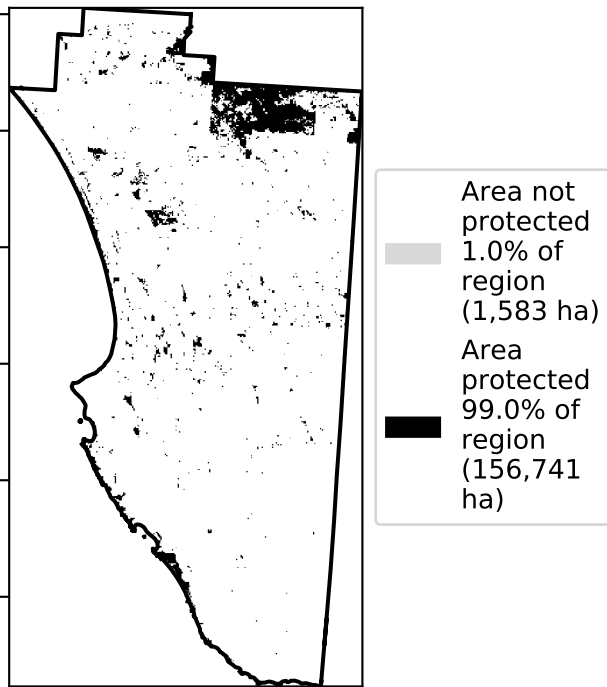 Area not
protected
1.0% of
region
(1,583 ha)
Area
protected
99.0% of
region
(156,741
ha)